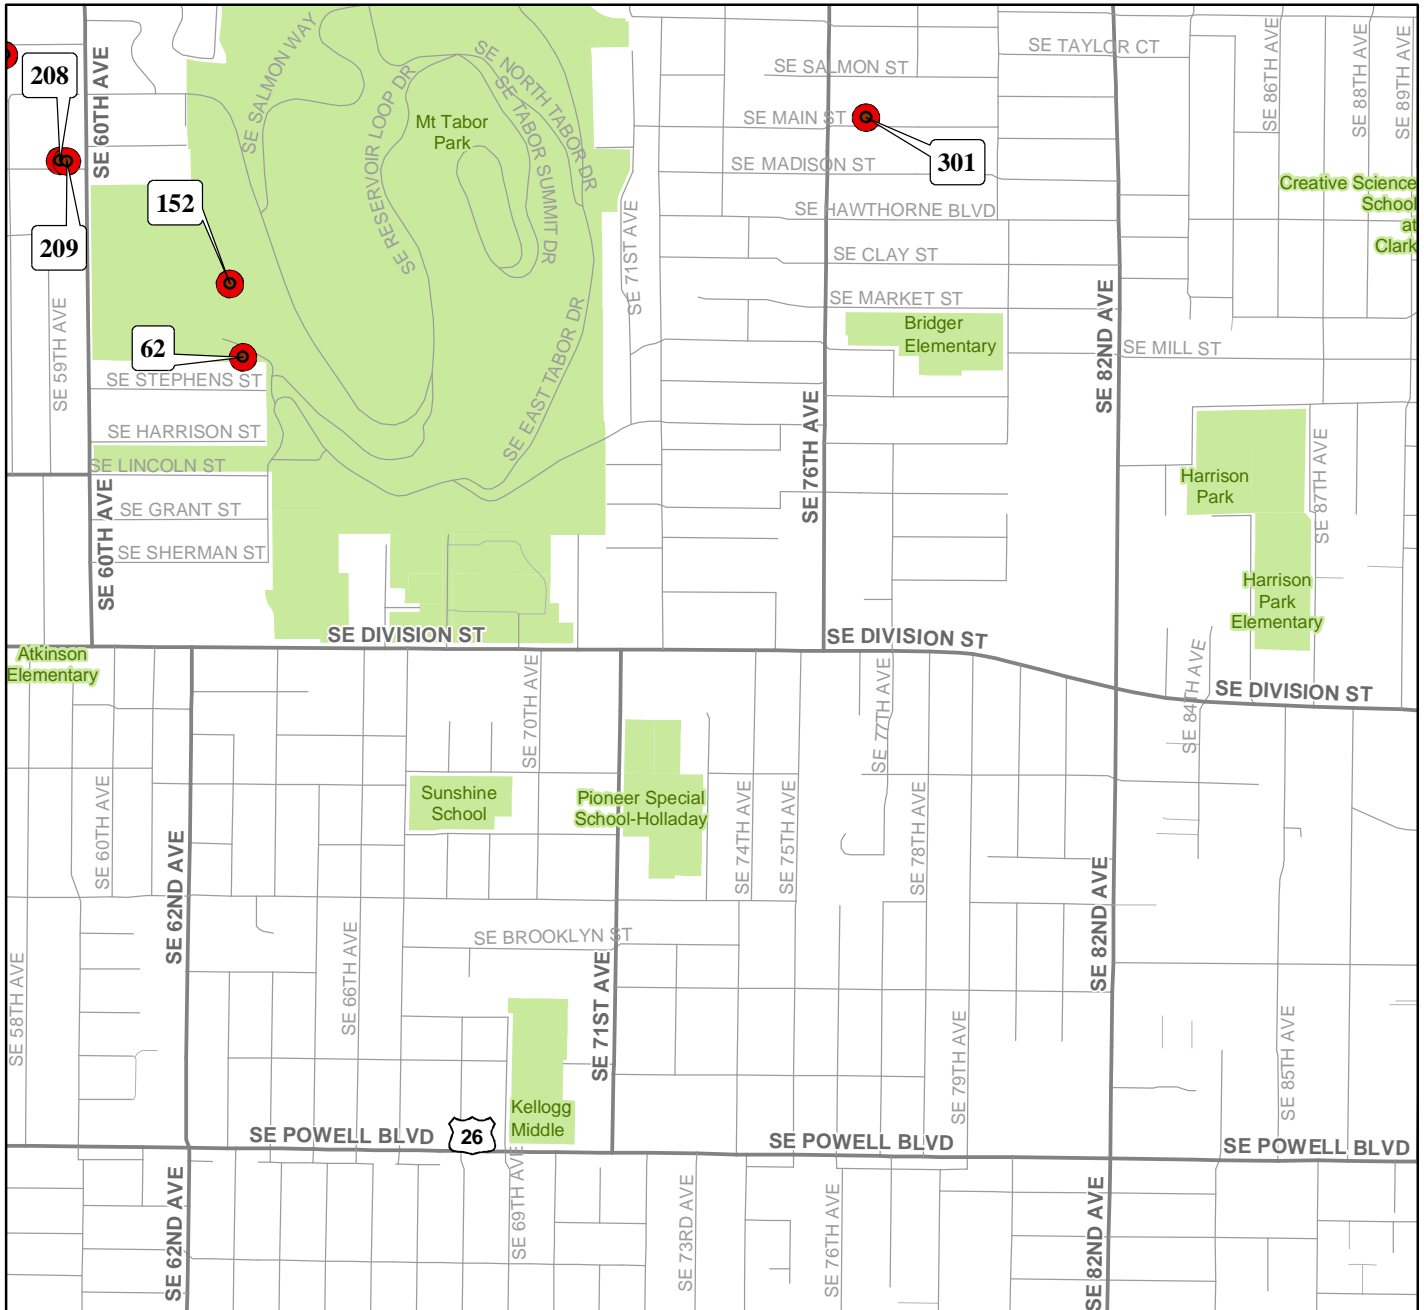 208
SE 60TH AVE
SE SALMON WAY
SE RESERVOIR LOOP DR
Mt Tabor
Park
SE NORTH TABOR DR
SE TABOR SUMMIT DR
SE SALMON ST
SE TAYLOR CT
SE MAIN ST
SE MADISON ST
301
SE HAWTHORNE BLVD
SE CLAY ST
SE MARKET ST
SE 86TH AVE
SE 88TH AVE
SE 89TH AVE
Creative Science
School
at
Clark
152
209
62
SE 59TH AVE
SE STEPHENS ST
SE HARRISON ST
SE LINCOLN ST
SE GRANT ST
SE SHERMAN ST
SE 60TH AVE
SE EAST TABOR DR
SE 71ST AVE
Bridger
Elementary
SE 82ND AVE
SE MILL ST
SE 76TH AVE
Harrison
Park
SE 87TH AVE
Harrison
Park
Elementary
SE DIVISION ST
SE DIVISION ST
SE DIVISION ST
Atkinson
Elementary
SE 70TH AVE
SE 77TH AVE
SE 84TH AVE
SE 60TH AVE
SE 62ND AVE
Sunshine
School
Pioneer Special
School-Holladay
SE 74TH AVE
SE 75TH AVE
SE 78TH AVE
SE 82ND AVE
SE BROOKLYN ST
SE 58TH AVE
SE 66TH AVE
SE 71ST AVE
SE 79TH AVE
SE 85TH AVE
Kellogg
Middle
SE POWELL BLVD
26
SE POWELL BLVD
SE POWELL BLVD
SE 62ND AVE
SE 69TH AVE
SE 73RD AVE
SE 76TH AVE
SE 82ND AVE